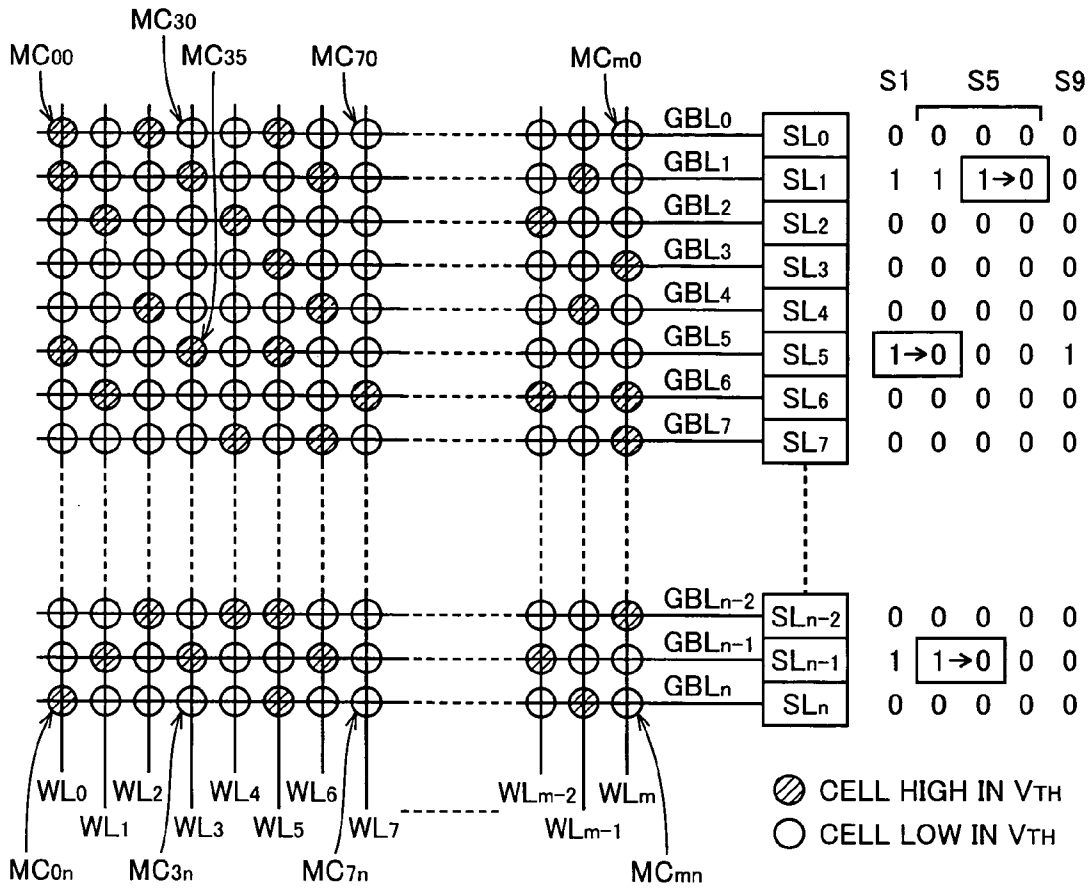 MC30
MC00 MC35 MC70 MCm0
S1 S5 S9
GBL0 SL0 0 0 0 0 0
GBL1 SL1 1 1 1→0 0
GBL2 SL2 0 0 0 0 0
GBL3 SL3 0 0 0 0 0
GBL4 SL4 0 0 0 0 0
GBL5 SL5 1→0 0 0 1
GBL6 SL6 0 0 0 0 0
GBL7 SL7 0 0 0 0 0
GBLn-2 SLn-2 0 0 0 0 0
GBLn-1 SLn-1 1 1→0 0 0
GBLn SLn 0 0 0 0 0
WL0 WL2 WL4 WL6 WLm-2 WLm
WL1 WL3 WL5 WL7 WLm-1
MC0n MC3n MC7n MCmn
CELL HIGH IN VTH
CELL LOW IN VTH